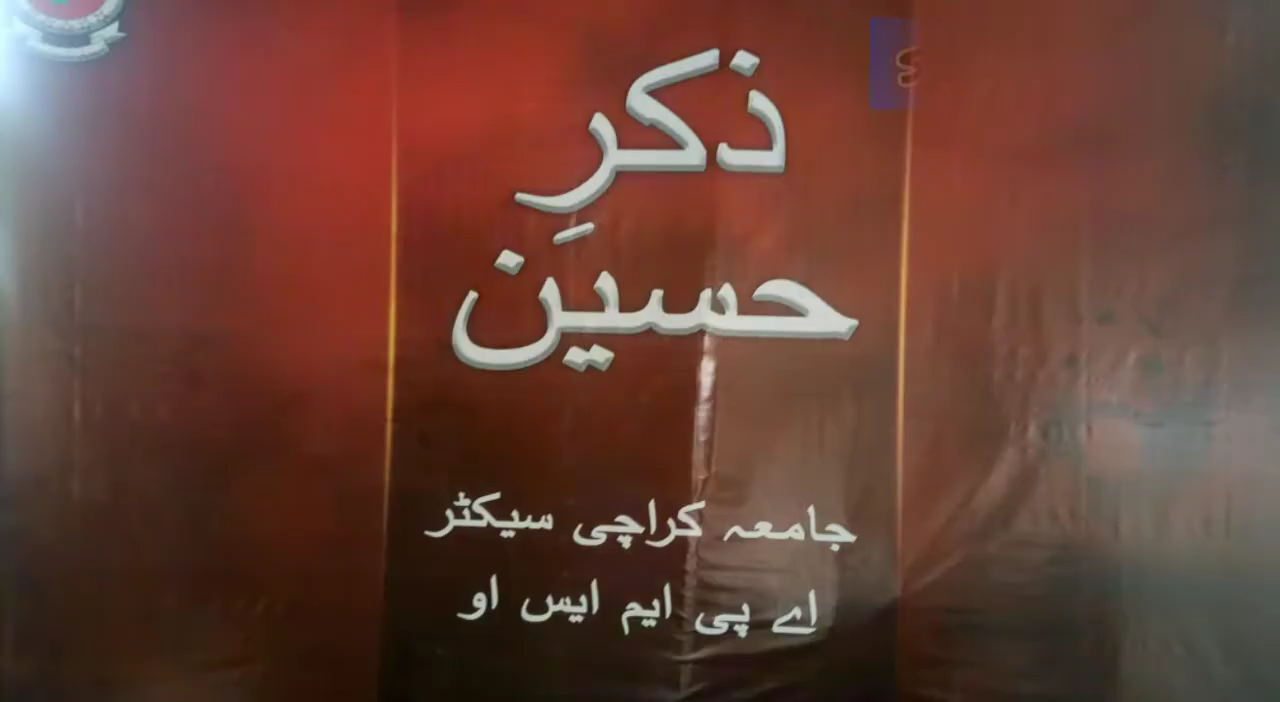 ذکرِ
حسین
جامعہ کراچی سیکٹر
اے پی ایم ایس او